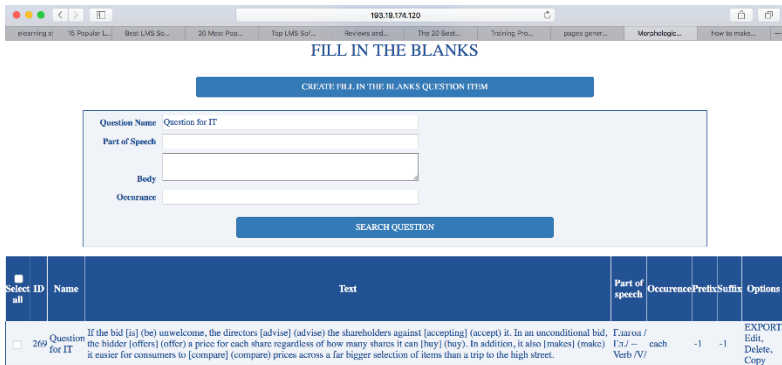 193.19.174.120
elearning si
15 Popular L...
Best LMS So...
20 Most Pop...
Top LMS Sof...
Reviews and...
The 20 Best...
Training Pro...
pages gener...
Morphologic...
how to make...
FILL IN THE BLANKS
CREATE FILL IN THE BLANKS QUESTION ITEM
Question Name Question for IT
Part of Speech
Body
Occurance
SEARCH QUESTION
Select all ID Name Text Part of speech Occurence Prefix Suffix Options
269 Question for IT
If the bid [is] (be) unwelcome, the directors [advise] (advise) the shareholders against [accepting] (accept) it. In an unconditional bid,
the bidder [offers] (offer) a price for each share regardless of how many shares it can [buy] (buy). In addition, it also [makes] (make)
it easier for consumers to [compare] (compare) prices across a far bigger selection of items than a trip to the high street.
Глагол /
Гл./ --
Verb /V/
each
-1
-1
EXPORT
Edit,
Delete,
Copy